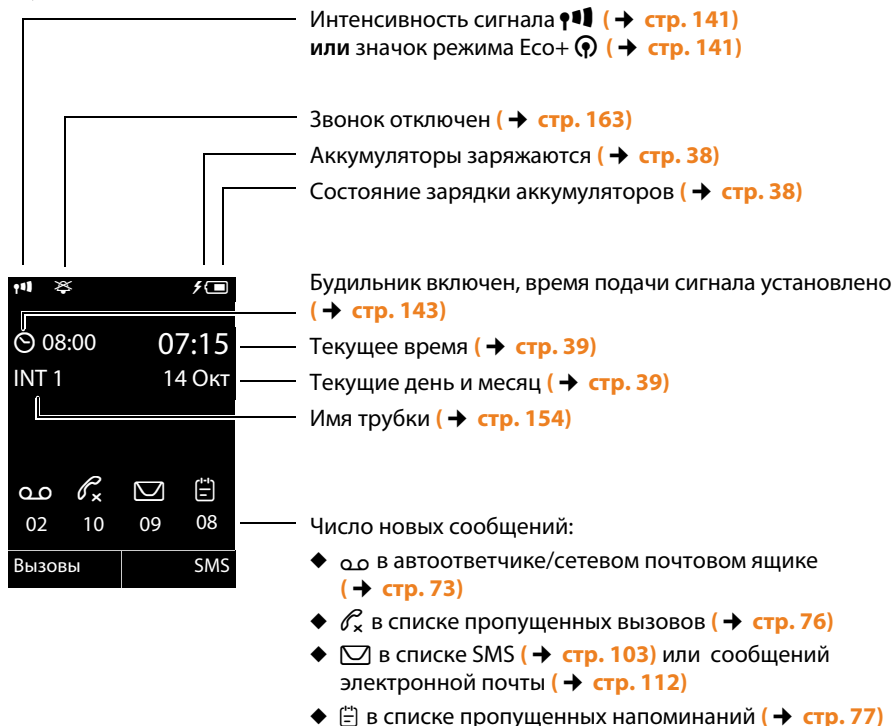 Интенсивность сигнала (➔ стр. 141)
или значок режима Eco+ (➔ стр. 141)
Звонок отключен (➔ стр. 163)
Аккумуляторы заряжаются (➔ стр. 38)
Состояние зарядки аккумуляторов (➔ стр. 38)
Будильник включен, время подачи сигнала установлено
(➔ стр. 143)
08:00 07:15
Текущее время (➔ стр. 39)
INT 1 14 Окт
Текущие день и месяц (➔ стр. 39)
Имя трубки (➔ стр. 154)
02 10 09 08
Число новых сообщений:
Вызовы SMS
◆ в автоответчике/сетевом почтовом ящике
(➔ стр. 73)
◆ в списке пропущенных вызовов (➔ стр. 76)
◆ в списке SMS (➔ стр. 103) или сообщений
электронной почты (➔ стр. 112)
◆ в списке пропущенных напоминаний (➔ стр. 77)